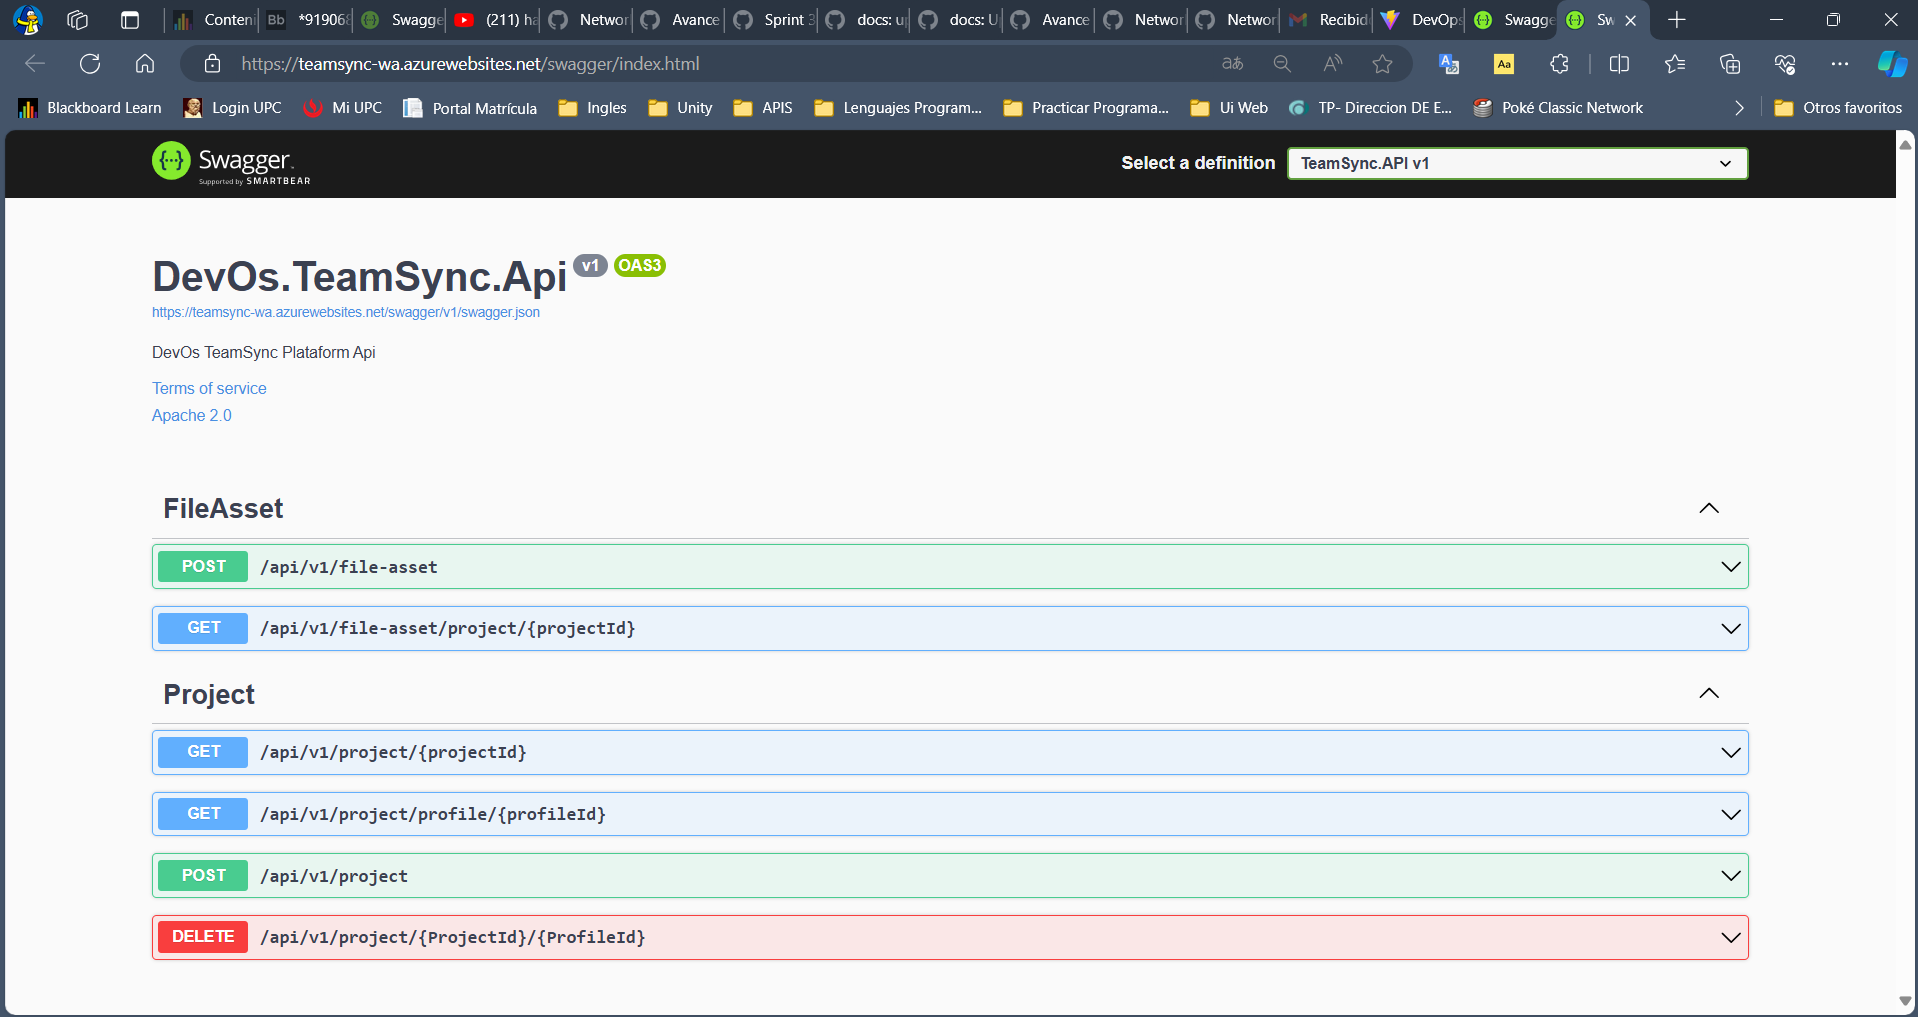 Conteni
Bb *91906
Swagge
(211) ha
Networ
Avance
Sprint 3
docs: u
docs: U
Avance
Networ
Networ
Recibid
DevOps
Swagge
Sw
https://teamsync-wa.azurewebsites.net/swagger/index.html
Blackboard Learn
Login UPC
Mi UPC
Portal Matrícula
Ingles
Unity
APIS
Lenguajes Program...
Practicar Programa...
Ui Web
TP- Direccion DE E...
Poké Classic Network
Otros favoritos
Swagger.
Supported by SMARTBEAR
Select a definition
TeamSync.API v1
DevOs.TeamSync.Api v1 OAS3
https://teamsync-wa.azurewebsites.net/swagger/v1/swagger.json
DevOs TeamSync Plataform Api
Terms of service
Apache 2.0
FileAsset
POST /api/v1/file-asset
GET /api/v1/file-asset/project/{projectId}
Project
GET /api/v1/project/{projectId}
GET /api/v1/project/profile/{profileId}
POST /api/v1/project
DELETE /api/v1/project/{ProjectId}/{ProfileId}